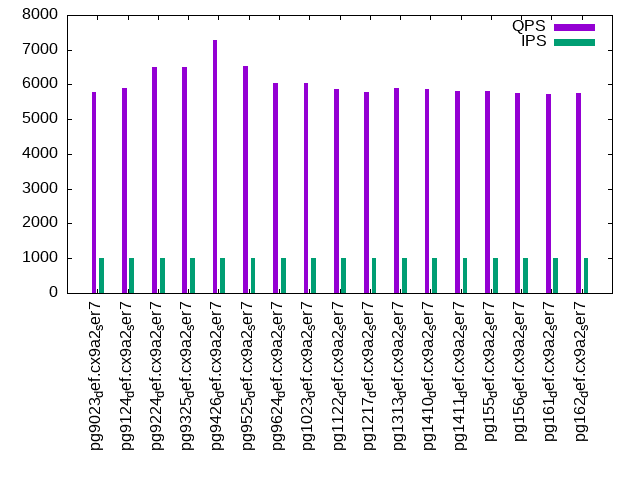 8000
7000
6000
5000
4000
3000
2000
1000
0
QPS
IPS
pg9023def.cx9a2ser7
pg9124def.cx9a2ser7
pg9224def.cx9a2ser7
pg9325def.cx9a2ser7
pg9426def.cx9a2ser7
pg9525def.cx9a2ser7
pg9624def.cx9a2ser7
pg1023def.cx9a2ser7
pg1122def.cx9a2ser7
pg1217def.cx9a2ser7
pg1313def.cx9a2ser7
pg1410def.cx9a2ser7
pg1411def.cx9a2ser7
pg155def.cx9a2ser7
pg156def.cx9a2ser7
pg161def.cx9a2ser7
pg162def.cx9a2ser7